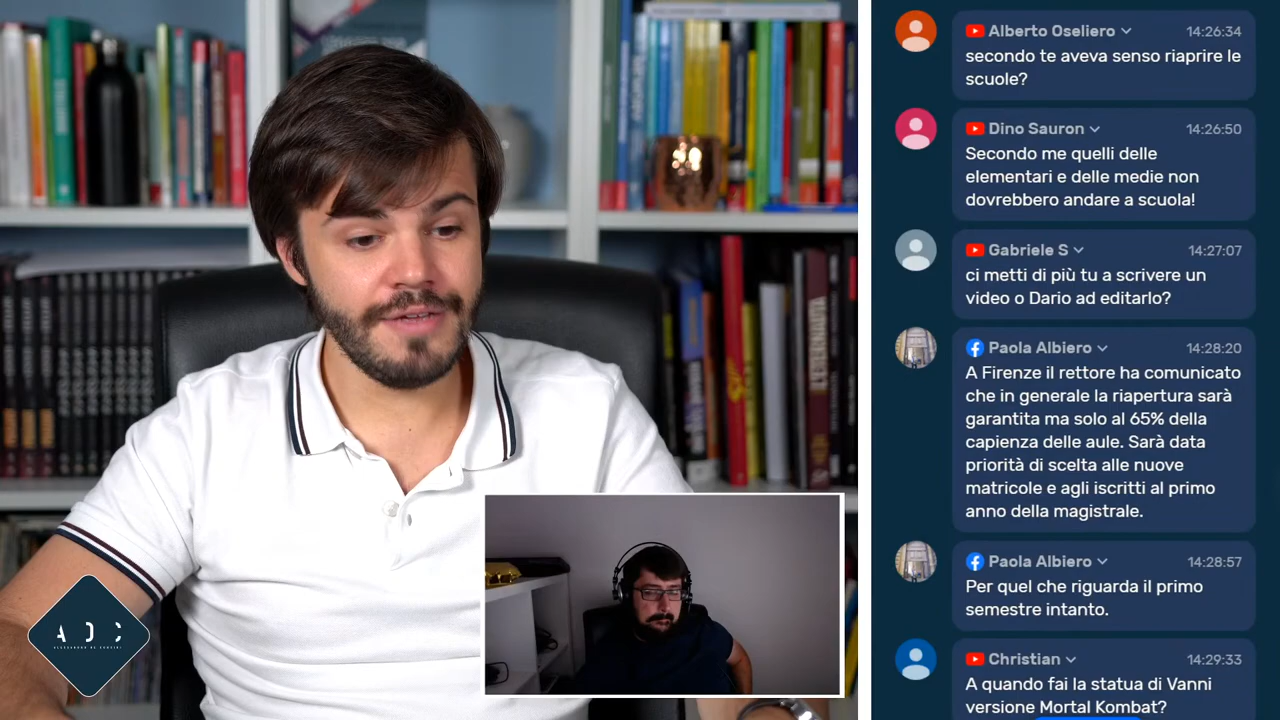 Alberto Oseliero 14:26:34
secondo te aveva senso riaprire le
scuole?
Dino Sauron 14:26:50
Secondo me quelli delle
elementari e delle medie non
dovrebbero andare a scuola!
Gabriele S 14:27:07
ci metti di più tu a scrivere un
video o Dario ad editarlo?
Paola Albiero 14:28:20
A Firenze il rettore ha comunicato
che in generale la riapertura sarà
garantita ma solo al 65% della
capienza delle aule. Sarà data
priorità di scelta alle nuove
matricole e agli iscritti al primo
anno della magistrale.
Paola Albiero 14:28:57
Per quel che riguarda il primo
semestre intanto.
Christian 14:29:33
A quando fai la statua di Vanni
versione Mortal Kombat?